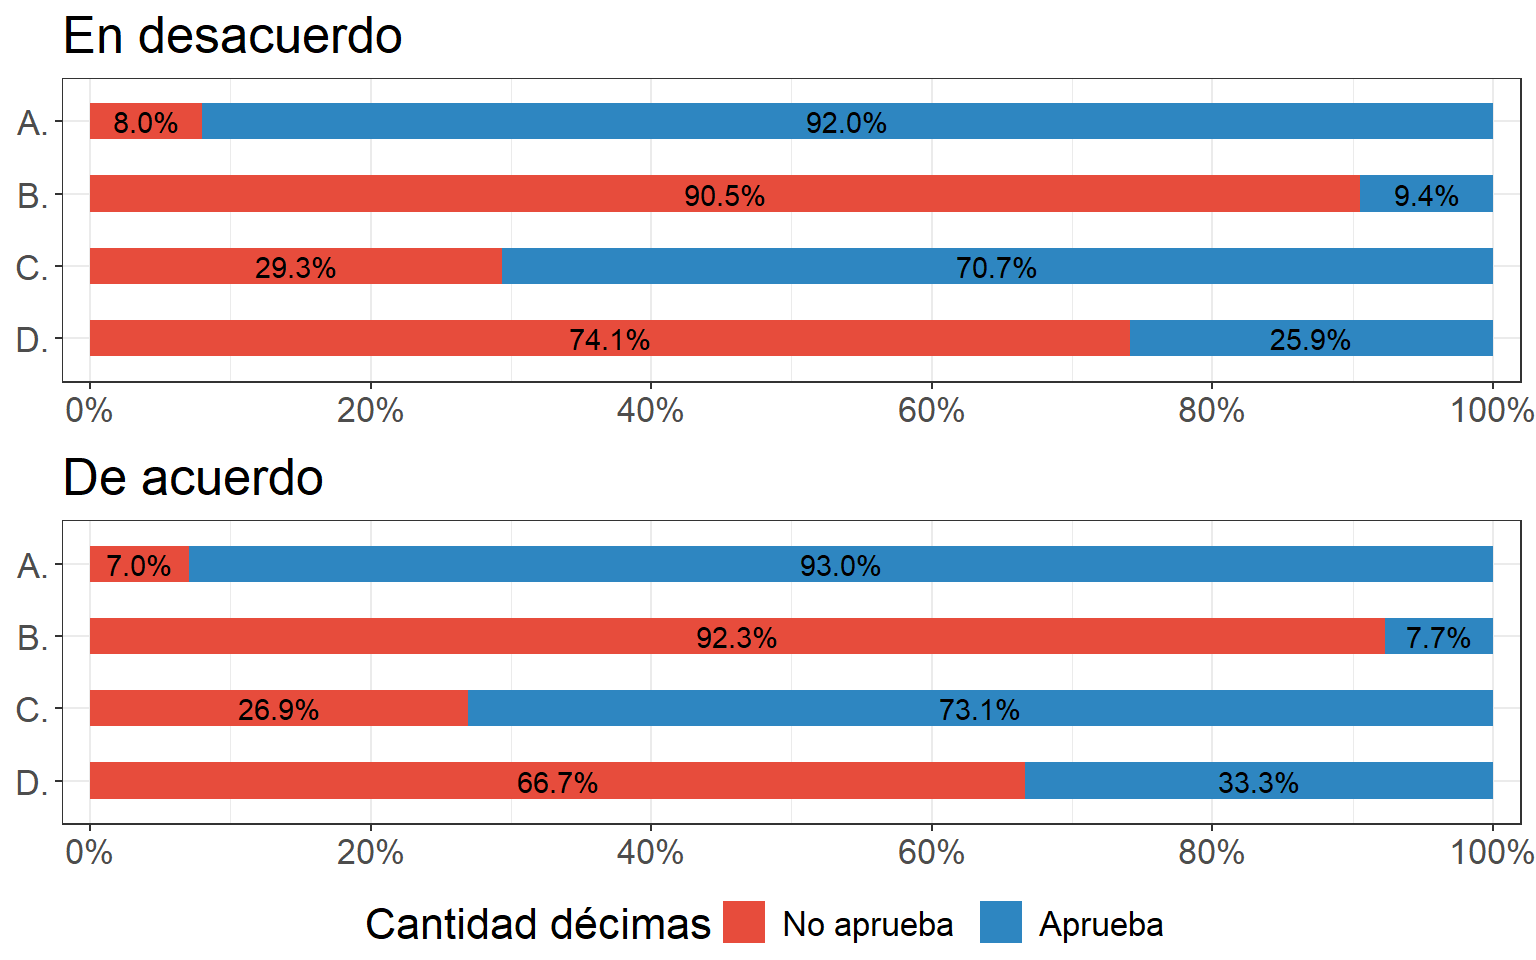 En desacuerdo
A. 8.0% 92.0%
B. 90.5% 9.4%
C. 29.3% 70.7%
D. 74.1% 25.9%
0% 20% 40% 60% 80% 100%
De acuerdo
A. 7.0% 93.0%
B. 92.3% 7.7%
C. 26.9% 73.1%
D. 66.7% 33.3%
0% 20% 40% 60% 80% 100%
Cantidad décimas No aprueba Aprueba